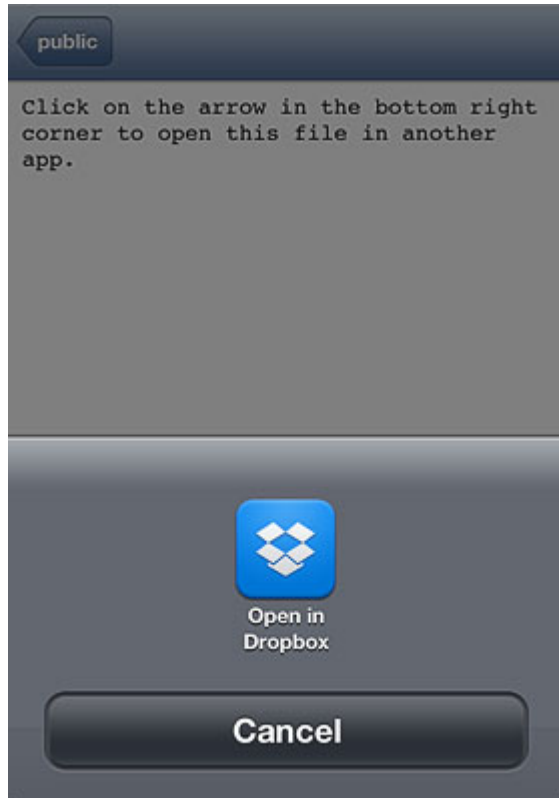 public
Click on the arrow in the bottom right
corner to open this file in another
app.
Open in
Dropbox
Cancel